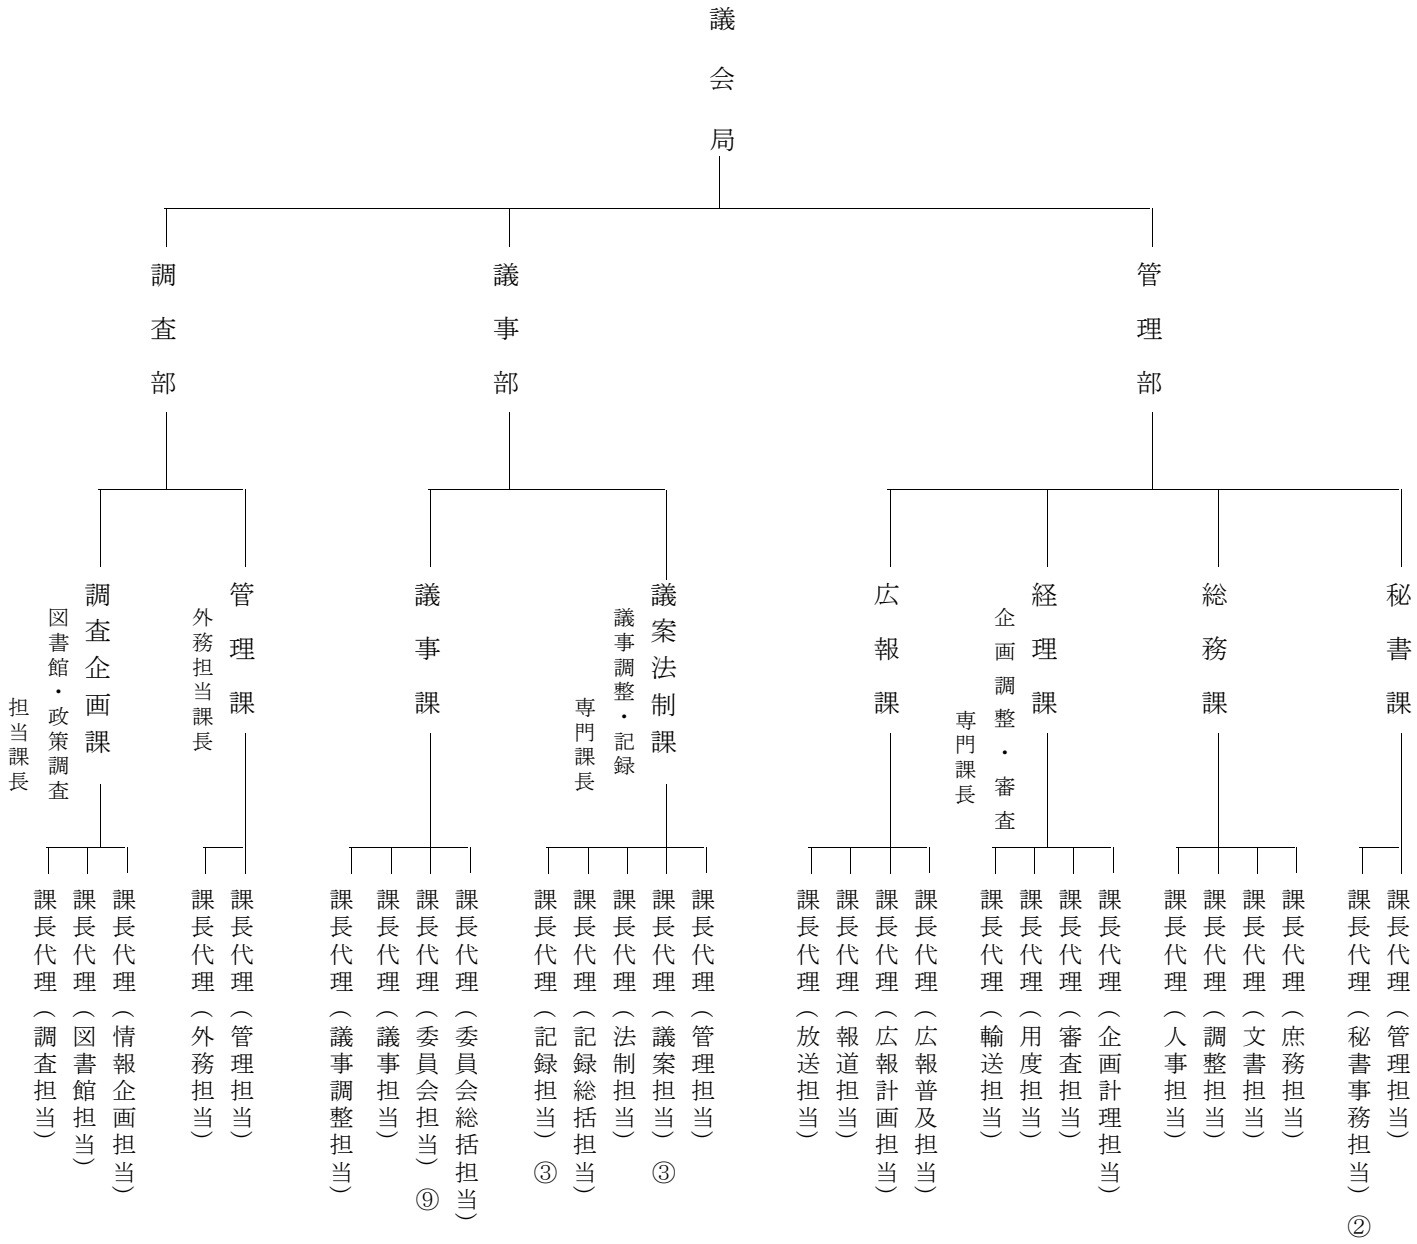 議会局
管理部
議事部
調査部
秘書課
総務課
経理課
企画調整・審査
専門課長
広報課
議案法制課
議事調整・記録
専門課長
議事課
管理課
外務担当課長
調査企画課
図書館・政策調査
担当課長
課長代理(管理担当)
課長代理(秘書事務担当)②
課長代理(庶務担当)
課長代理(文書担当)
課長代理(調整担当)
課長代理(人事担当)
課長代理(企画計理担当)
課長代理(審査担当)
課長代理(用度担当)
課長代理(輸送担当)
課長代理(広報普及担当)
課長代理(広報計画担当)
課長代理(報道担当)
課長代理(放送担当)
課長代理(管理担当)
課長代理(議案担当)③
課長代理(法制担当)
課長代理(記録総括担当)
課長代理(記録担当)③
課長代理(委員会総括担当)
課長代理(委員会担当)⑨
課長代理(議事担当)
課長代理(議事調整担当)
課長代理(管理担当)
課長代理(外務担当)
課長代理(情報企画担当)
課長代理(図書館担当)
課長代理(調査担当)